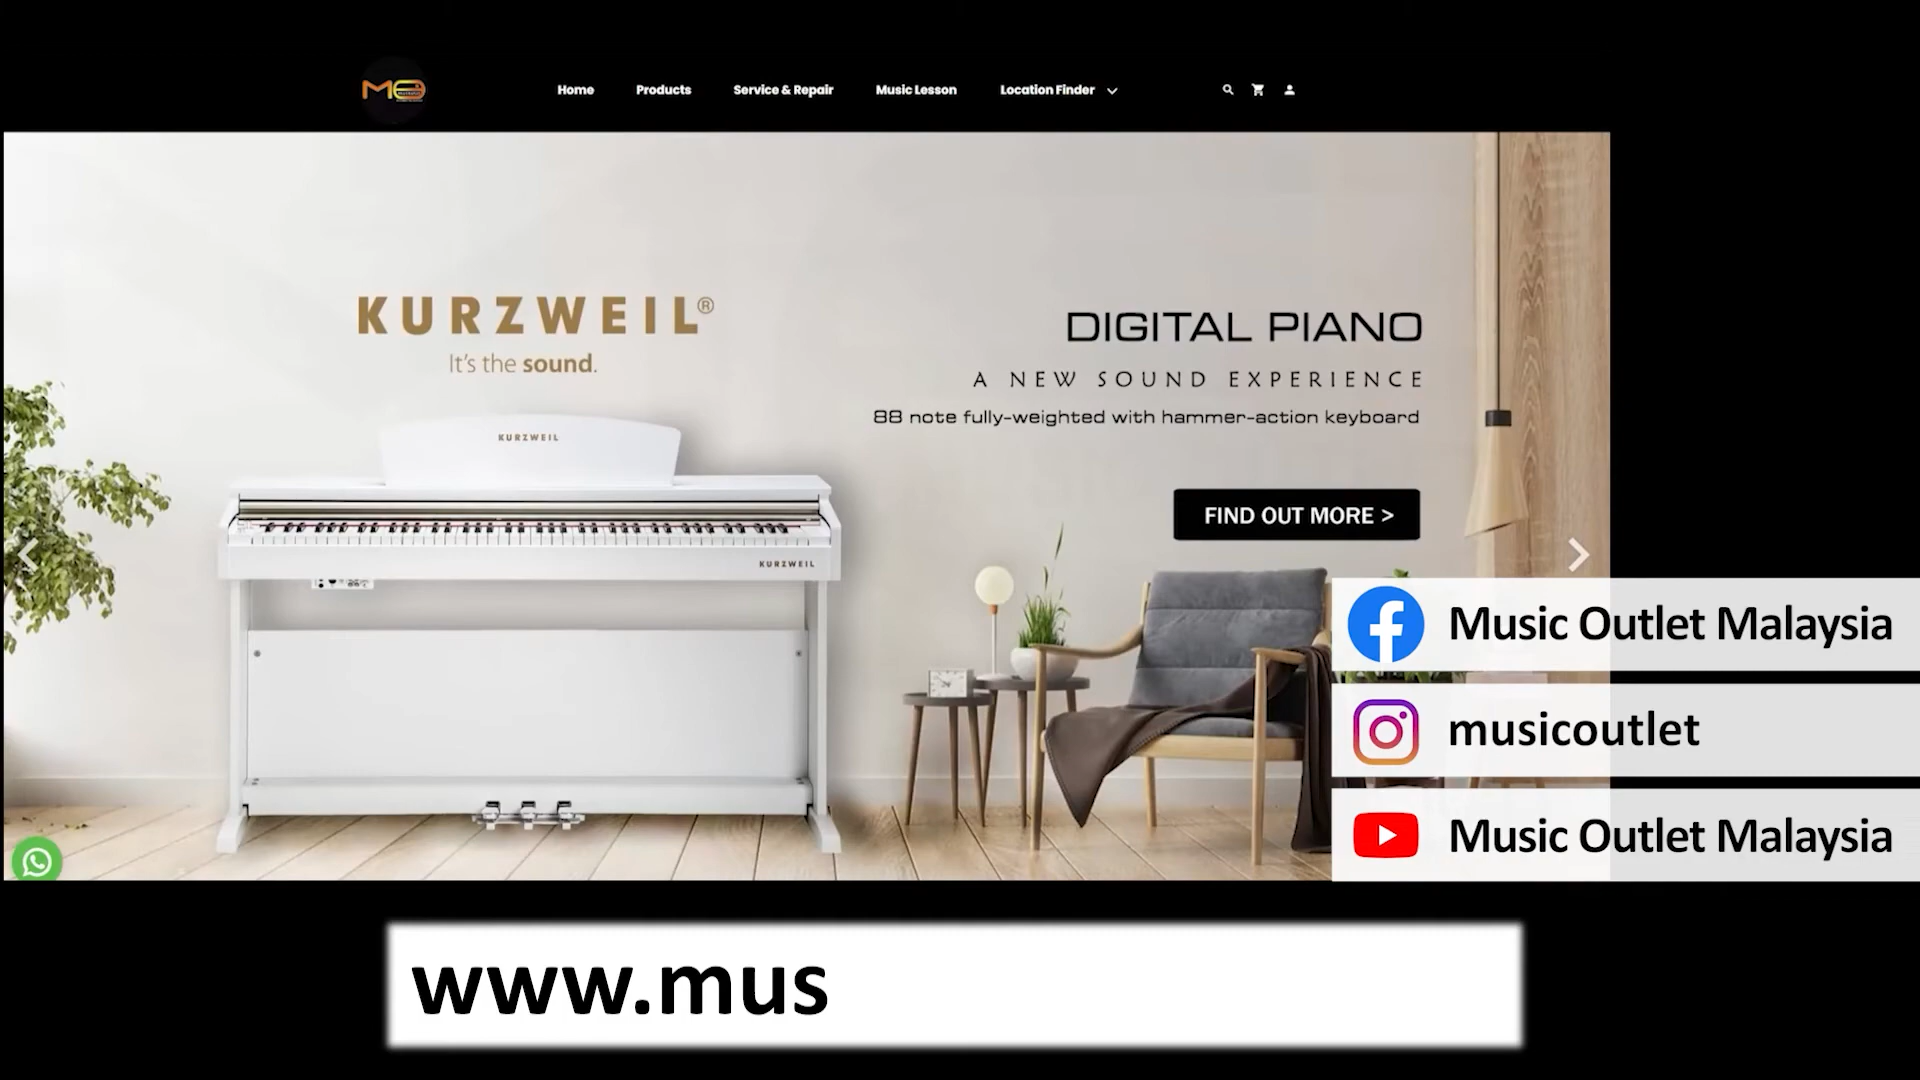 Home Products Service & Repair Music Lesson Location Finder
KURZWEIL®
It's the sound.
DIGITAL PIANO
A NEW SOUND EXPERIENCE
88 note fully-weighted with hammer-action keyboard
KURZWEIL
FIND OUT MORE >
KURZWEIL
Music Outlet Malaysia
musicoutlet
Music Outlet Malaysia
www.mus